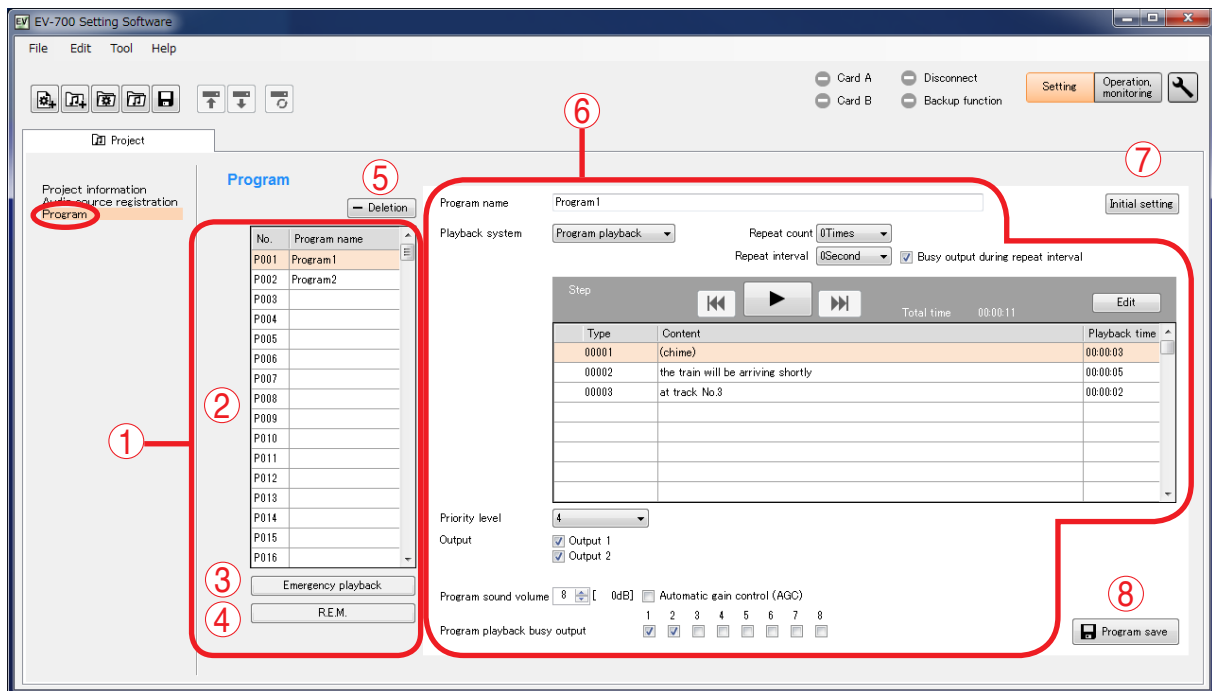 EV EV-700 Setting Software
File Edit Tool Help
Card A Disconnect
Card B Backup function
Setting
Operation, monitoring
Project
⑥
⑦
Project information
Audio source registration
Program
Program
⑤
— Deletion
Program name Program1
Initial setting
Playback system Program playback
Repeat count 0Times
Repeat interval 0Second
Busy output during repeat interval
No. Program name
P001 Program1
P002 Program2
P003
P004
P005
P006
P007
P008
P009
P010
P011
P012
P013
P014
P015
P016
①
②
③
Emergency playback
④
R.E.M.
Step
Total time 00:00:11
Edit
Type Content Playback time
00001 (chime) 00:00:03
00002 the train will be arriving shortly 00:00:05
00003 at track No.3 00:00:02
Priority level 4
Output
Output 1
Output 2
Program sound volume 8 [ 0dB] Automatic gain control (AGC)
1 2 3 4 5 6 7 8
Program playback busy output
⑧
Program save